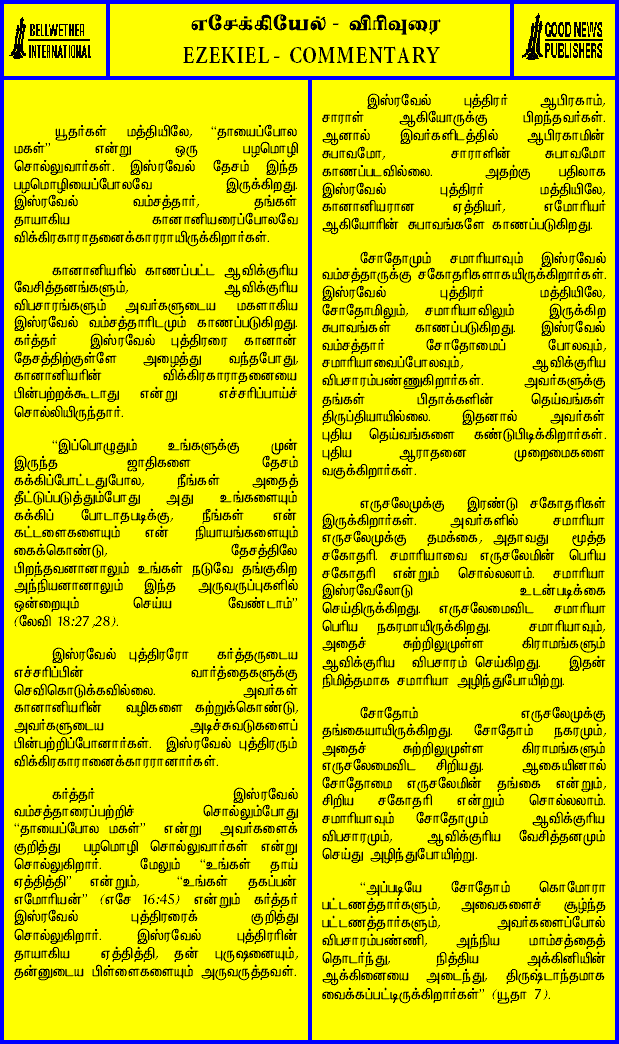 BELLWETHER
INTERNATIONAL
எசேக்கியேல் - விரிவுரை
EZEKIEL - COMMENTARY
GOOD NEWS
PUBLISHERS
யூதர்கள் மத்தியிலே, “தாயைப்போல
மகள்” என்று ஒரு பழமொழி
சொல்லுவார்கள். இஸ்ரவேல் தேசம் இந்த
பழமொழியைப்போலவே இருக்கிறது.
இஸ்ரவேல் வம்சத்தார், தங்கள்
தாயாகிய கானானியரைப்போலவே
விக்கிரகாராதனைக்காரராயிருக்கிறார்கள்.
கானானியரில் காணப்பட்ட ஆவிக்குரிய
வேசித்தனங்களும், ஆவிக்குரிய
விபசாரங்களும் அவர்களுடைய மகளாகிய
இஸ்ரவேல் வம்சத்தாரிடமும் காணப்படுகிறது.
கர்த்தர் இஸ்ரவேல் புத்திரரை கானான்
தேசத்திற்குள்ளே அழைத்து வந்தபோது,
கானானியரின் விக்கிரகாராதனையை
பின்பற்றக்கூடாது என்று எச்சரிப்பாய்ச்
சொல்லியிருந்தார்.
“இப்பொழுதும் உங்களுக்கு முன்
இருந்த ஜாதிகளை தேசம்
கக்கிப்போட்டதுபோல, நீங்கள் அதைத்
தீட்டுப்படுத்தும்போது அது உங்களையும்
கக்கிப் போடாதபடிக்கு, நீங்கள் என்
கட்டளைகளையும் என் நியாயங்களையும்
கைக்கொண்டு, தேசத்திலே
பிறந்தவனானாலும் உங்கள் நடுவே தங்குகிற
அந்நியனானாலும் இந்த அருவருப்புகளில்
ஒன்றையும் செய்ய வேண்டாம்”
(லேவி 18:27,28).
இஸ்ரவேல் புத்திரரோ கர்த்தருடைய
எச்சரிப்பின் வார்த்தைகளுக்கு
செவிகொடுக்கவில்லை. அவர்கள்
கானானியரின் வழிகளை கற்றுக்கொண்டு,
அவர்களுடைய அடிச்சுவடுகளைப்
பின்பற்றிப்போனார்கள். இஸ்ரவேல் புத்திரரும்
விக்கிரகாரானைக்காரரானார்கள்.
கர்த்தர் இஸ்ரவேல்
வம்சத்தாரைப்பற்றிச் சொல்லும்போது
“தாயைப்போல மகள்” என்று அவர்களைக்
குறித்து பழமொழி சொல்லுவார்கள் என்று
சொல்லுகிறார். மேலும் “உங்கள் தாய்
ஏத்தித்தி” என்றும், “உங்கள் தகப்பன்
எமோரியன்” (எசே 16:45) என்றும் கர்த்தர்
இஸ்ரவேல் புத்திரரைக் குறித்து
சொல்லுகிறார். இஸ்ரவேல் புத்திரரின்
தாயாகிய ஏத்தித்தி, தன் புருஷனையும்,
தன்னுடைய பிள்ளைகளையும் அருவருத்தவள்.
இஸ்ரவேல் புத்திரர் ஆபிரகாம்,
சாராள் ஆகியோருக்கு பிறந்தவர்கள்.
ஆனால் இவர்களிடத்தில் ஆபிரகாமின்
சுபாவமோ, சாராளின் சுபாவமோ
காணப்படவில்லை. அதற்கு பதிலாக
இஸ்ரவேல் புத்திரர் மத்தியிலே,
கானானியரான ஏத்தியர், எமோரியர்
ஆகியோரின் சுபாவங்களே காணப்படுகிறது.
சோதோமும் சமாரியாவும் இஸ்ரவேல்
வம்சத்தாருக்கு சகோதரிகளாகயிருக்கிறார்கள்.
இஸ்ரவேல் புத்திரர் மத்தியிலே,
சோதோமிலும், சமாரியாவிலும் இருக்கிற
சுபாவங்கள் காணப்படுகிறது. இஸ்ரவேல்
வம்சத்தார் சோதோமைப் போலவும்,
சமாரியாவைப்போலவும், ஆவிக்குரிய
விபசாரம்பண்ணுகிறார்கள். அவர்களுக்கு
தங்கள் பிதாக்களின் தெய்வங்கள்
திருப்தியாயில்லை. இதனால் அவர்கள்
புதிய தெய்வங்களை கண்டுபிடிக்கிறார்கள்.
புதிய ஆராதனை முறைமைகளை
வகுக்கிறார்கள்.
எருசலேமுக்கு இரண்டு சகோதரிகள்
இருக்கிறார்கள். அவர்களில் சமாரியா
எருசலேமுக்கு தமக்கை, அதாவது மூத்த
சகோதரி. சமாரியாவை எருசலேமின் பெரிய
சகோதரி என்றும் சொல்லலாம். சமாரியா
இஸ்ரவேலோடு உடன்படிக்கை
செய்திருக்கிறது. எருசலேமைவிட சமாரியா
பெரிய நகரமாயிருக்கிறது. சமாரியாவும்,
அதைச் சுற்றிலுமுள்ள கிராமங்களும்
ஆவிக்குரிய விபசாரம் செய்கிறது. இதன்
நிமித்தமாக சமாரியா அழிந்துபோயிற்று.
சோதோம் எருசலேமுக்கு
தங்கையாயிருக்கிறது. சோதோம் நகரமும்,
அதைச் சுற்றிலுமுள்ள கிராமங்களும்
எருசலேமைவிட சிறியது. ஆகையினால்
சோதோமை எருசலேமின் தங்கை என்றும்,
சிறிய சகோதரி என்றும் சொல்லலாம்.
சமாரியாவும் சோதோமும் ஆவிக்குரிய
விபசாரமும், ஆவிக்குரிய வேசித்தனமும்
செய்து அழிந்துபோயிற்று.
“அப்படியே சோதோம் கொமோரா
பட்டணத்தார்களும், அவைகளைச் சூழ்ந்த
பட்டணத்தார்களும், அவர்களைப்போல்
விபசாரம்பண்ணி, அந்நிய மாம்சத்தைத்
தொடர்ந்து, நித்திய அக்கினியின்
ஆக்கினையை அடைந்து, திருஷ்டாந்தமாக
வைக்கப்பட்டிருக்கிறார்கள்” (யூதா 7).